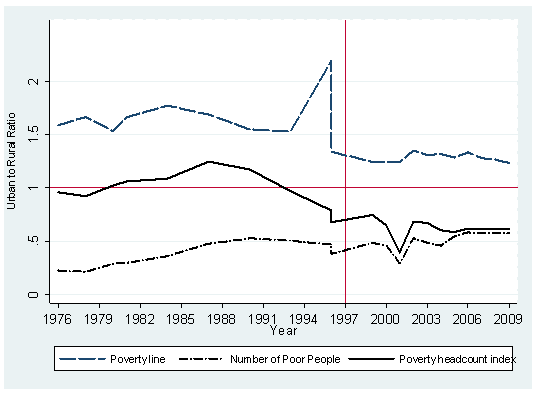 2
1.5
1
.5
0
Urban to Rural Ratio
1976 1979 1982 1985 1988 1991 1994 1997 2000 2003 2006 2009
Year
Poverty line Number of Poor People Poverty headcount index